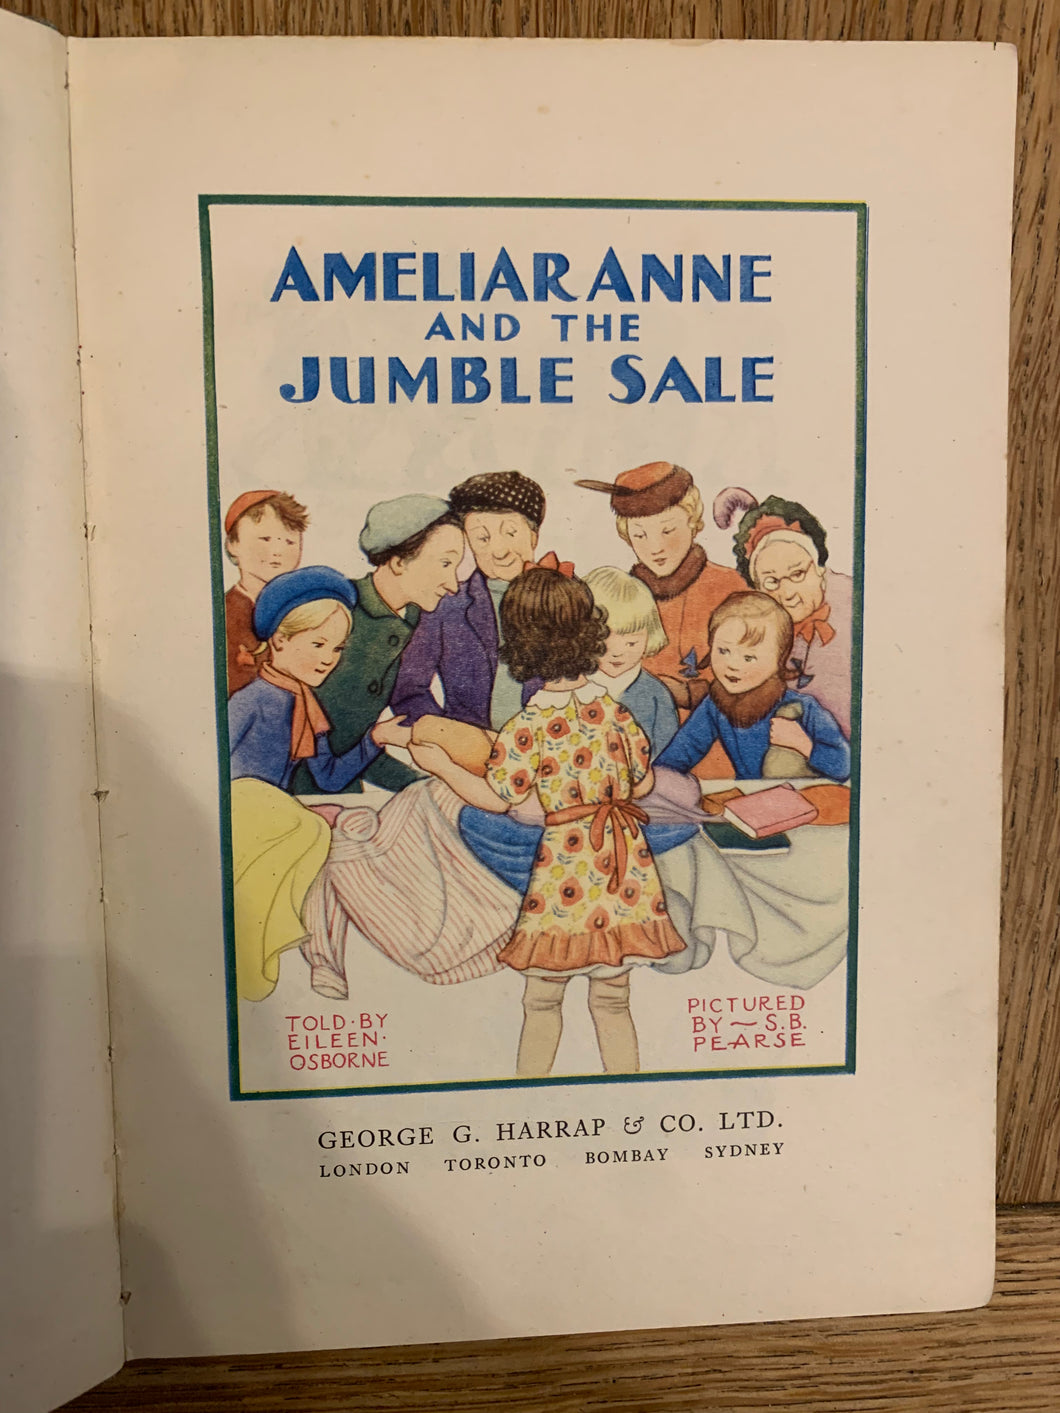 AMELIARANNE
AND THE
JUMBLE SALE
TOLD·BY
EILEEN·
OSBORNE
PICTURED
BY ~ S.B.
PEARSE
GEORGE G. HARRAP & CO. LTD.
LONDON TORONTO BOMBAY SYDNEY